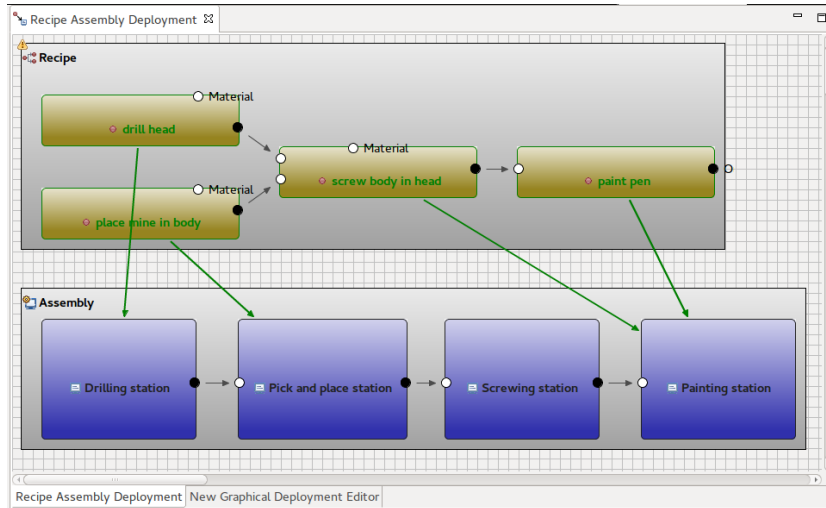 Recipe Assembly Deployment
Recipe
Material
drill head
Material
screw body in head
paint pen
Material
place mine in body
Assembly
Drilling station
Pick and place station
Screwing station
Painting station
Recipe Assembly Deployment
New Graphical Deployment Editor